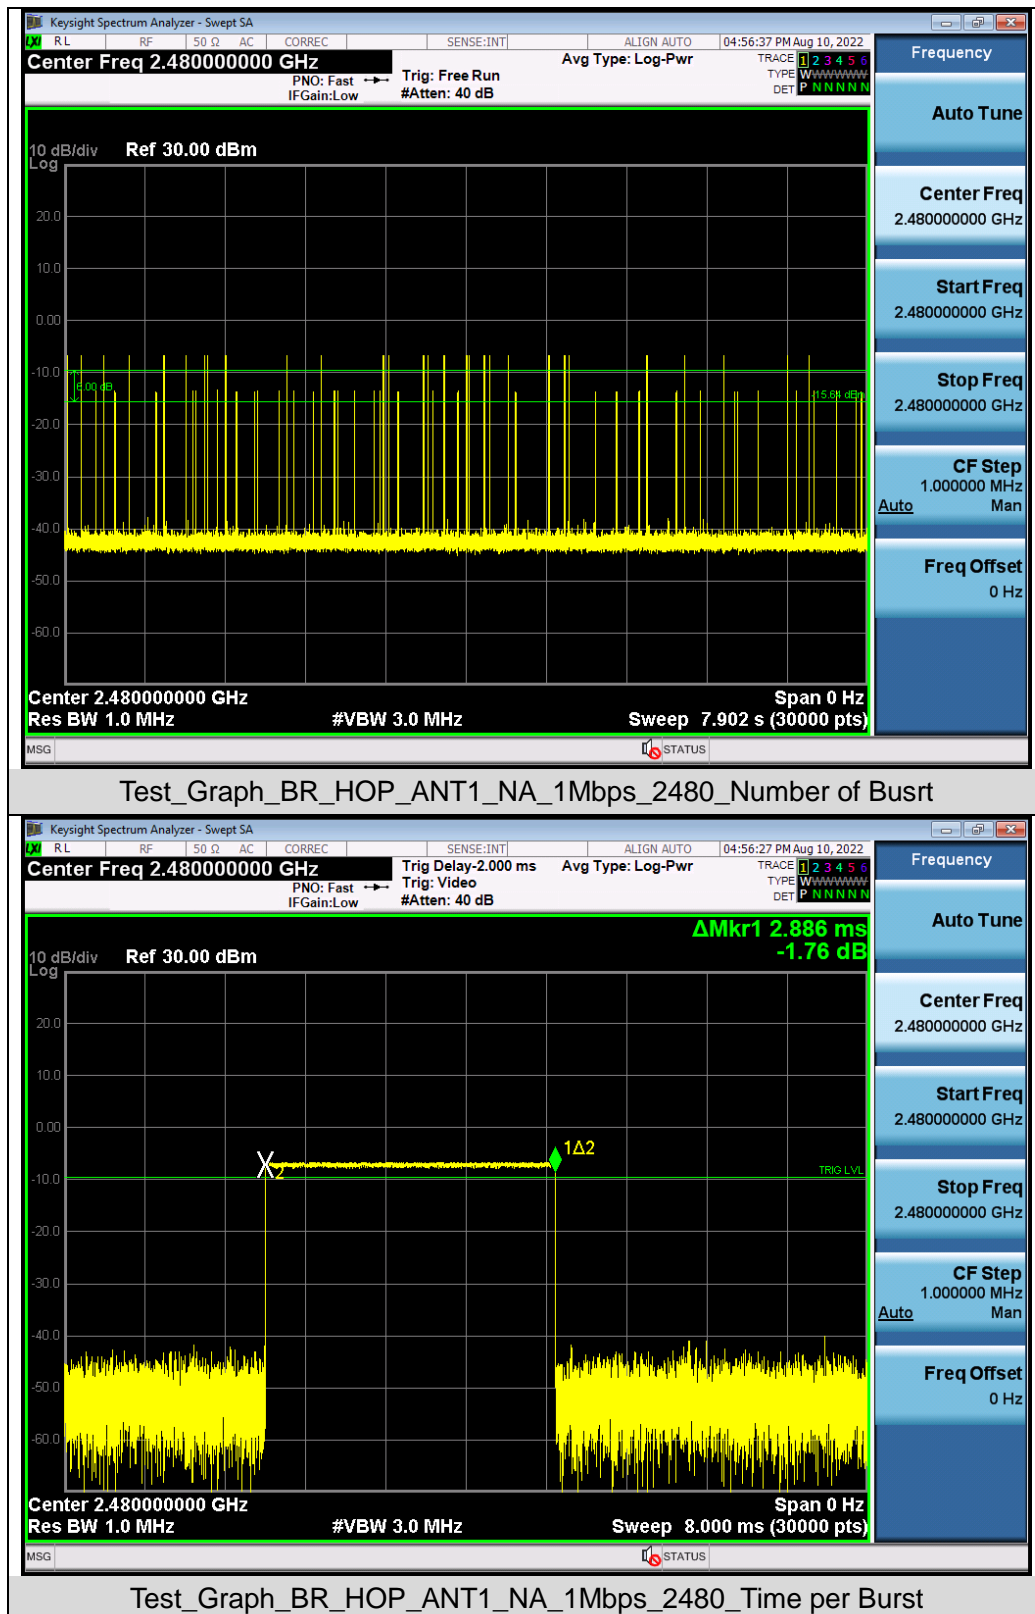 Keysight Spectrum Analyzer - Swept SA
LXI RL RF 50 Ω AC CORREC SENSE:INT ALIGN AUTO 04:56:37 PM Aug 10, 2022
Center Freq 2.480000000 GHz Avg Type: Log-Pwr TRACE 1 2 3 4 5 6
PNO: Fast Trig: Free Run TYPE WWWWWW
IFGain:Low #Atten: 40 dB DET P N N N N N
Frequency
Auto Tune
Center Freq
2.480000000 GHz
Start Freq
2.480000000 GHz
Stop Freq
2.480000000 GHz
CF Step
1.000000 MHz
Auto Man
Freq Offset
0 Hz
10 dB/div Ref 30.00 dBm
Log
20.0
10.0
0.00
-10.0
6.00 dB
-15.64 dBm
-20.0
-30.0
-40.0
-50.0
-60.0
Center 2.480000000 GHz Span 0 Hz
Res BW 1.0 MHz #VBW 3.0 MHz Sweep 7.902 s (30000 pts)
MSG STATUS
Test_Graph_BR_HOP_ANT1_NA_1Mbps_2480_Number of Busrt
Keysight Spectrum Analyzer - Swept SA
LXI RL RF 50 Ω AC CORREC SENSE:INT ALIGN AUTO 04:56:27 PM Aug 10, 2022
Center Freq 2.480000000 GHz Trig Delay-2.000 ms Avg Type: Log-Pwr TRACE 1 2 3 4 5 6
PNO: Fast Trig: Video TYPE WWWWWW
IFGain:Low #Atten: 40 dB DET P N N N N N
Frequency
Auto Tune
Center Freq
2.480000000 GHz
Start Freq
2.480000000 GHz
Stop Freq
2.480000000 GHz
CF Step
1.000000 MHz
Auto Man
Freq Offset
0 Hz
ΔMkr1 2.886 ms
-1.76 dB
10 dB/div Ref 30.00 dBm
Log
20.0
10.0
0.00
1Δ2
2
TRIG LVL
-10.0
-20.0
-30.0
-40.0
-50.0
-60.0
Center 2.480000000 GHz Span 0 Hz
Res BW 1.0 MHz #VBW 3.0 MHz Sweep 8.000 ms (30000 pts)
MSG STATUS
Test_Graph_BR_HOP_ANT1_NA_1Mbps_2480_Time per Burst